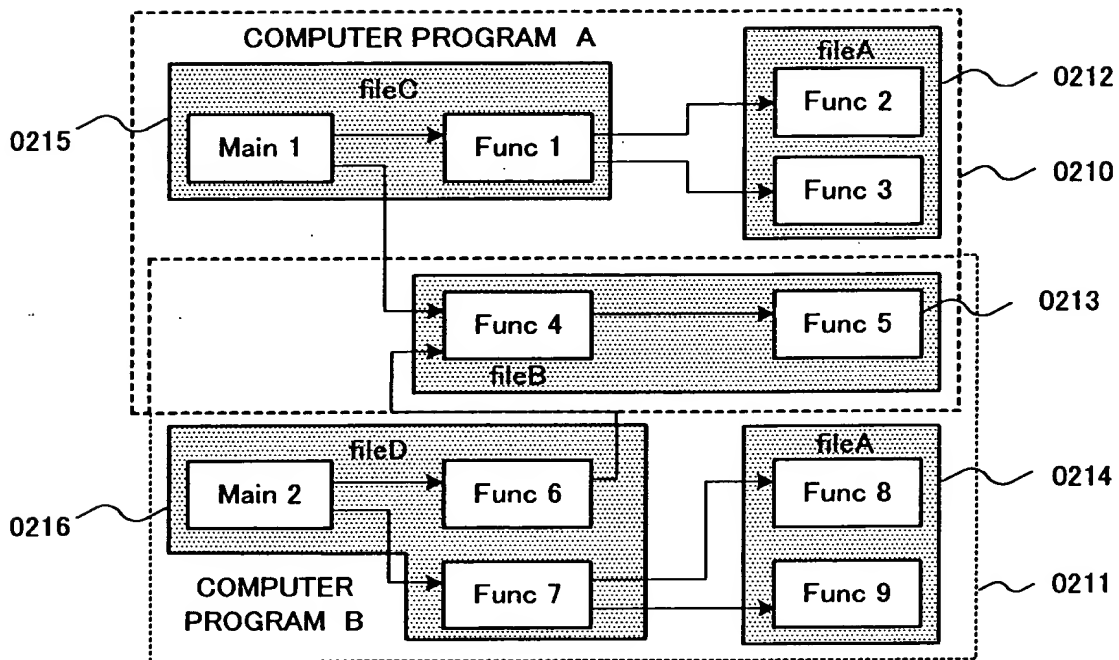 COMPUTER PROGRAM A
fileA
0212
fileC
Func 2
0215
Main 1
Func 1
0210
Func 3
0213
Func 4
Func 5
fileB
fileD
fileA
0214
Main 2
Func 6
Func 8
0216
0211
COMPUTER
PROGRAM B
Func 7
Func 9